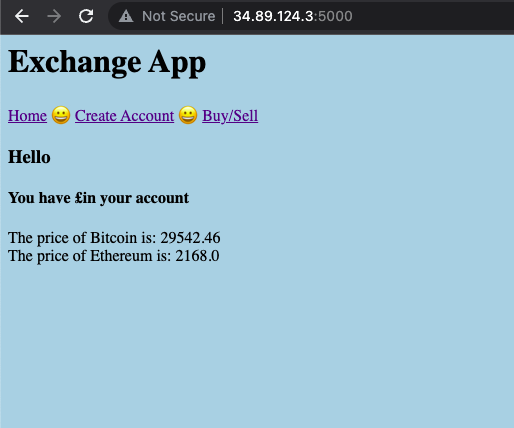 Not Secure | 34.89.124.3:5000
Exchange App
Home 😀 Create Account 😀 Buy/Sell
Hello
You have £in your account
The price of Bitcoin is: 29542.46
The price of Ethereum is: 2168.0